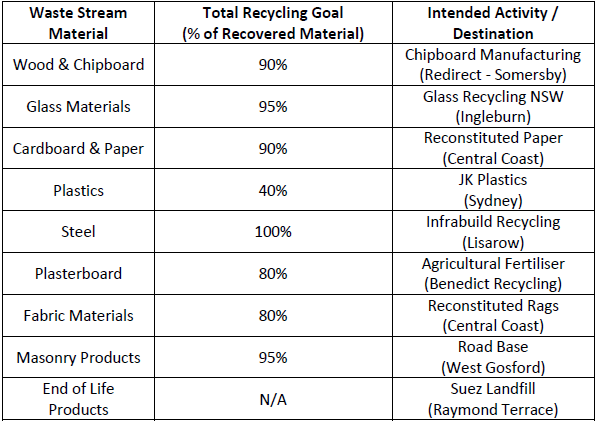 Waste Stream Material | Total Recycling Goal (% of Recovered Material) | Intended Activity / Destination
Wood & Chipboard | 90% | Chipboard Manufacturing (Redirect - Somersby)
Glass Materials | 95% | Glass Recycling NSW (Ingleburn)
Cardboard & Paper | 90% | Reconstituted Paper (Central Coast)
Plastics | 40% | JK Plastics (Sydney)
Steel | 100% | Infrabuild Recycling (Lisarow)
Plasterboard | 80% | Agricultural Fertiliser (Benedict Recycling)
Fabric Materials | 80% | Reconstituted Rags (Central Coast)
Masonry Products | 95% | Road Base (West Gosford)
End of Life Products | N/A | Suez Landfill (Raymond Terrace)